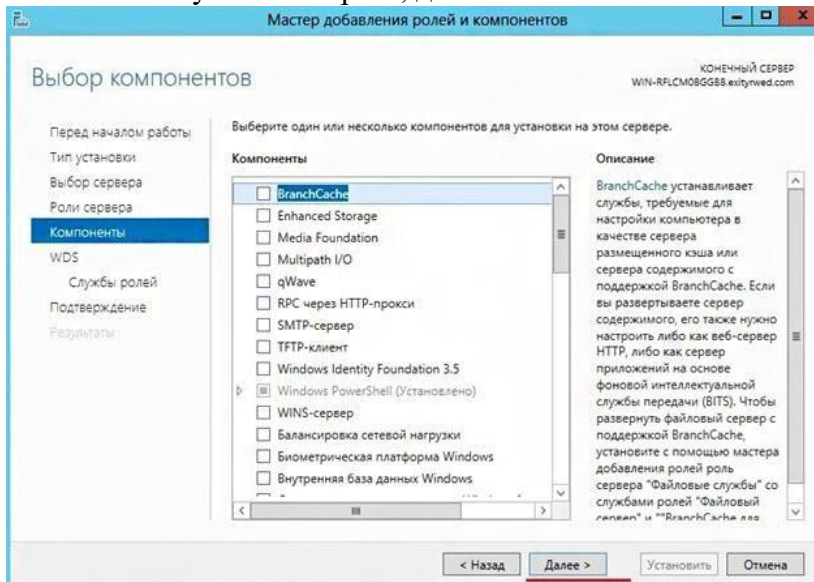 Мастер добавления ролей и компонентов
Выбор компонентов
КОНЕЧНЫЙ СЕРВЕР
WIN-RFLCM08GGB8.exityrwed.com
Перед началом работы
Тип установки
Выбор сервера
Роли сервера
Компоненты
WDS
Службы ролей
Подтверждение
Результаты
Выберите один или несколько компонентов для установки на этом сервере.
Компоненты
BranchCache
Enhanced Storage
Media Foundation
Multipath I/O
qWave
RPC через HTTP-прокси
SMTP-сервер
TFTP-клиент
Windows Identity Foundation 3.5
Windows PowerShell (Установлено)
WINS-сервер
Балансировка сетевой нагрузки
Биометрическая платформа Windows
Внутренняя база данных Windows
Описание
BranchCache устанавливает
службы, требуемые для
настройки компьютера в
качестве сервера
размещенного кэша или
сервера содержимого с
поддержкой BranchCache. Если
вы развертываете сервер
содержимого, его также нужно
настроить либо как веб-сервер
HTTP, либо как сервер
приложений на основе
фоновой интеллектуальной
службы передачи (BITS). Чтобы
развернуть файловый сервер с
поддержкой BranchCache,
установите с помощью мастера
добавления ролей роль
сервера "Файловые службы" со
службами ролей "Файловый
сервер" и ""BranchCache для
< Назад
Далее >
Установить
Отмена